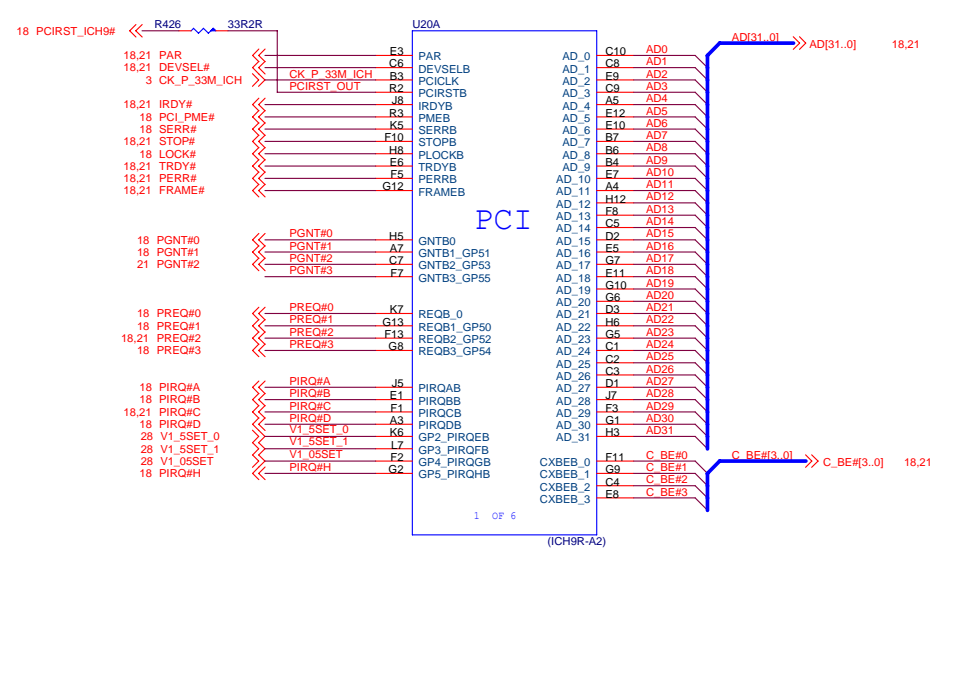 R426 33R2R U20A
18 PCIRST_ICH9#
AD[31..0] AD[31..0] 18,21
18,21 PAR E3 PAR AD_0 C10 AD0
18,21 DEVSEL# C6 DEVSELB AD_1 C8 AD1
3 CK_P_33M_ICH CK_P_33M_ICH B3 PCICLK AD_2 E9 AD2
PCIRST_OUT R2 PCIRSTB AD_3 C9 AD3
18,21 IRDY# J8 IRDYB AD_4 A5 AD4
18 PCI_PME# R3 PMEB AD_5 E12 AD5
18 SERR# K5 SERRB AD_6 E10 AD6
18,21 STOP# F10 STOPB AD_7 B7 AD7
18 LOCK# H8 PLOCKB AD_8 B6 AD8
18,21 TRDY# E6 TRDYB AD_9 B4 AD9
18,21 PERR# F5 PERRB AD_10 E7 AD10
18,21 FRAME# G12 FRAMEB AD_11 A4 AD11
AD_12 H12 AD12
AD_13 F8 AD13
PCI
AD_14 C5 AD14
18 PGNT#0 PGNT#0 H5 GNTB0 AD_15 D2 AD15
18 PGNT#1 PGNT#1 A7 GNTB1_GP51 AD_16 E5 AD16
21 PGNT#2 PGNT#2 C7 GNTB2_GP53 AD_17 G7 AD17
PGNT#3 F7 GNTB3_GP55 AD_18 E11 AD18
AD_19 G10 AD19
AD_20 G6 AD20
18 PREQ#0 PREQ#0 K7 REQB_0 AD_21 D3 AD21
18 PREQ#1 PREQ#1 G13 REQB1_GP50 AD_22 H6 AD22
18,21 PREQ#2 PREQ#2 F13 REQB2_GP52 AD_23 G5 AD23
18 PREQ#3 PREQ#3 G8 REQB3_GP54 AD_24 C1 AD24
AD_25 C2 AD25
AD_26 C3 AD26
18 PIRQ#A PIRQ#A J5 PIRQAB AD_27 D1 AD27
18 PIRQ#B PIRQ#B E1 PIRQBB AD_28 J7 AD28
18,21 PIRQ#C PIRQ#C F1 PIRQCB AD_29 F3 AD29
18 PIRQ#D PIRQ#D A3 PIRQDB AD_30 G1 AD30
28 V1_5SET_0 V1_5SET_0 K6 GP2_PIRQEB AD_31 H3 AD31
28 V1_5SET_1 V1_5SET_1 L7 GP3_PIRQFB
28 V1_05SET V1_05SET F2 GP4_PIRQGB CXBEB_0 F11 C_BE#0 C_BE#[3..0] C_BE#[3..0] 18,21
18 PIRQ#H PIRQ#H G2 GP5_PIRQHB CXBEB_1 G9 C_BE#1
CXBEB_2 C4 C_BE#2
CXBEB_3 E8 C_BE#3
1 OF 6
(ICH9R-A2)